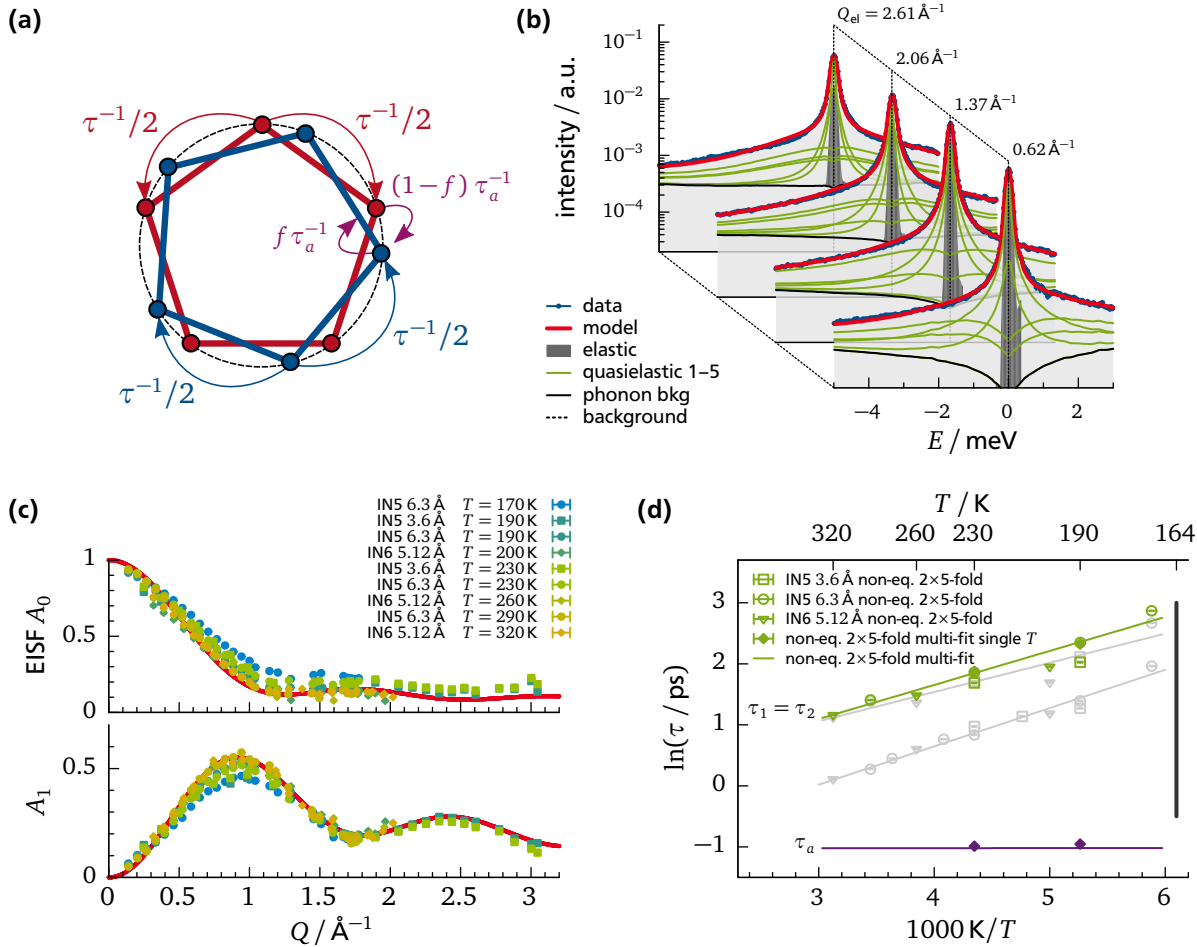 (a)
τ⁻¹/2
τ⁻¹/2
(1−f) τₐ⁻¹
f τₐ⁻¹
τ⁻¹/2
τ⁻¹/2
(b)
Q_el = 2.61 Å⁻¹
2.06 Å⁻¹
1.37 Å⁻¹
0.62 Å⁻¹
10⁻¹
10⁻²
10⁻³
10⁻⁴
intensity / a.u.
data
model
elastic
quasielastic 1–5
phonon bkg
background
−4
−2
0
2
E / meV
(c)
IN5 6.3 Å T = 170 K
IN5 3.6 Å T = 190 K
IN5 6.3 Å T = 190 K
IN6 5.12 Å T = 200 K
IN5 3.6 Å T = 230 K
IN5 6.3 Å T = 230 K
IN6 5.12 Å T = 260 K
IN5 6.3 Å T = 290 K
IN6 5.12 Å T = 320 K
1
0.5
0
EISF A₀
0.5
0
A₁
0
0.5
1
1.5
2
2.5
3
Q / Å⁻¹
(d)
T / K
320
260
230
190
164
IN5 3.6 Å non-eq. 2×5-fold
IN5 6.3 Å non-eq. 2×5-fold
IN6 5.12 Å non-eq. 2×5-fold
non-eq. 2×5-fold multi-fit single T
non-eq. 2×5-fold multi-fit
3
2
1
0
−1
ln(τ / ps)
τ₁ = τ₂
τₐ
3
4
5
6
1000 K/T